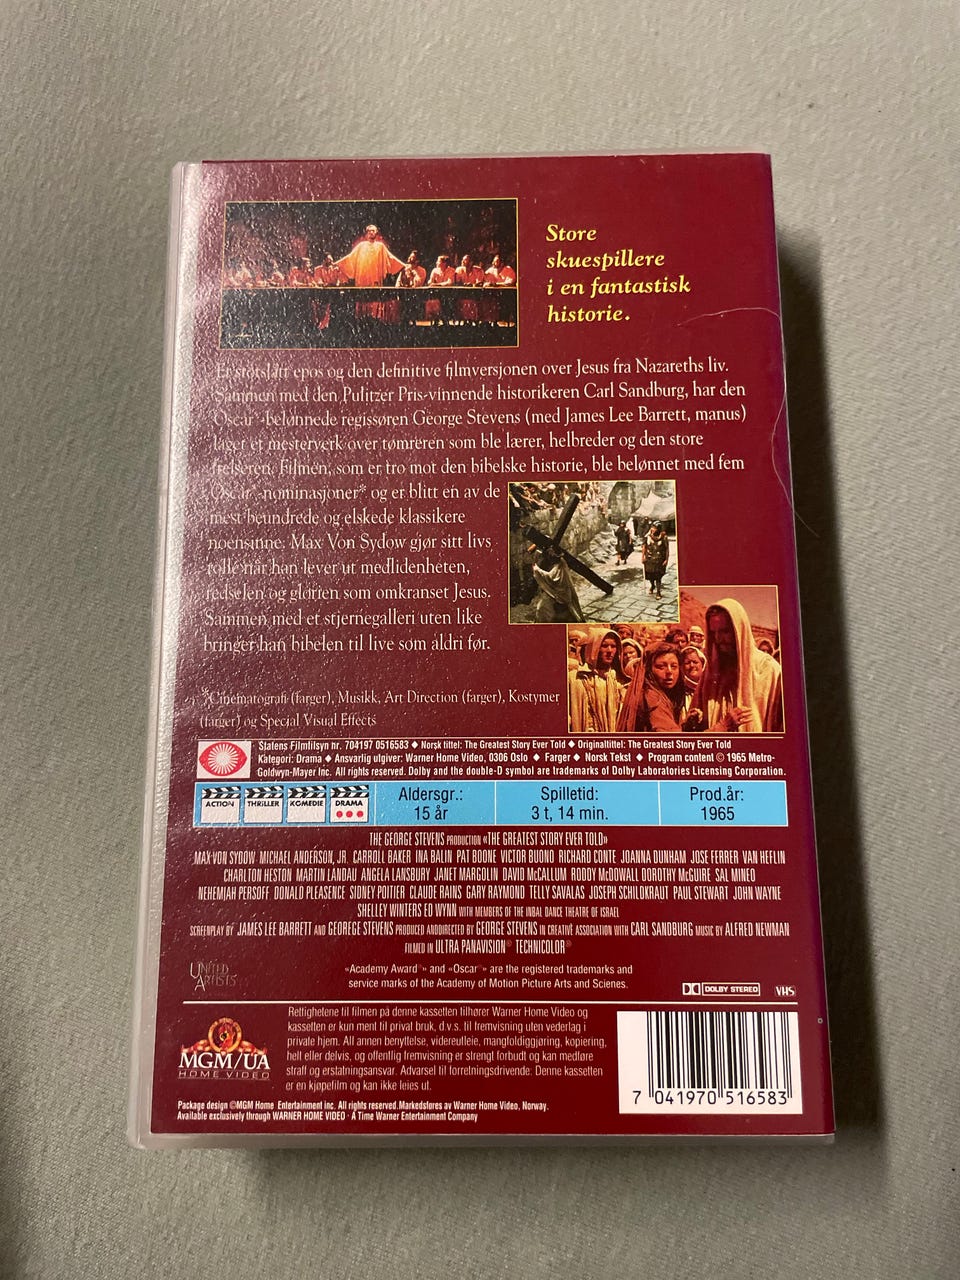 Store
skuespillere
i en fantastisk
historie.
Et storslått epos og den definitive filmversjonen over Jesus fra Nazareths liv.
Sammen med den Pulitzer Pris-vinnende historikeren Carl Sandburg, har den
Oscar®-belønnede regissøren George Stevens (med James Lee Barrett, manus)
laget et mesterverk over tømreren som ble lærer, helbreder og den store
frelseren. Filmen, som er tro mot den bibelske historie, ble belønnet med fem
Oscar®-nominasjoner* og er blitt en av de
mest beundrede og elskede klassikere
noensinne. Max Von Sydow gjør sitt livs
rolle når han lever ut medlidenheten,
redselen og glorien som omkranset Jesus.
Sammen med et stjernegalleri uten like
bringer han bibelen til live som aldri før.
*Cinematografi (farger), Musikk, Art Direction (farger), Kostymer
(farger) og Special Visual Effects
Statens Filmtilsyn nr. 704197 0516583 ◆ Norsk tittel: The Greatest Story Ever Told ◆ Originaltittel: The Greatest Story Ever Told
Kategori: Drama ◆ Ansvarlig utgiver: Warner Home Video, 0306 Oslo ◆ Farger ◆ Norsk Tekst ◆ Program content © 1965 Metro-
Goldwyn-Mayer Inc. All rights reserved. Dolby and the double-D symbol are trademarks of Dolby Laboratories Licensing Corporation.
ACTION THRILLER KOMEDIE DRAMA
Aldersgr.: Spilletid: Prod.år:
15 år 3 t, 14 min. 1965
THE GEORGE STEVENS PRODUCTION «THE GREATEST STORY EVER TOLD»
MAX VON SYDOW MICHAEL ANDERSON, JR. CARROLL BAKER INA BALIN PAT BOONE VICTOR BUONO RICHARD CONTE JOANNA DUNHAM JOSE FERRER VAN HEFLIN
CHARLTON HESTON MARTIN LANDAU ANGELA LANSBURY JANET MARGOLIN DAVID McCALLUM RODDY McDOWALL DOROTHY McGUIRE SAL MINEO
NEHEMIAH PERSOFF DONALD PLEASENCE SIDNEY POITIER CLAUDE RAINS GARY RAYMOND TELLY SAVALAS JOSEPH SCHILDKRAUT PAUL STEWART JOHN WAYNE
SHELLEY WINTERS ED WYNN WITH MEMBERS OF THE INBAL DANCE THEATRE OF ISRAEL
SCREENPLAY BY JAMES LEE BARRETT AND GEOREGE STEVENS PRODUCED ANDDIRECTED BY GEORGE STEVENS IN CREATIVE ASSOCIATION WITH CARL SANDBURG MUSIC BY ALFRED NEWMAN
FILMED IN ULTRA PANAVISION® TECHNICOLOR®
UNITED
ARTISTS
«Academy Award®» and «Oscar®» are the registered trademarks and
service marks of the Academy of Motion Picture Arts and Scienes.
DOLBY STEREO VHS
MGM/UA
HOME VIDEO
Rettighetene til filmen på denne kassetten tilhører Warner Home Video og
kassetten er kun ment til privat bruk, d.v.s. til fremvisning uten vederlag i
private hjem. All annen benyttelse, videreutleie, mangfoldiggjøring, kopiering,
helt eller delvis, og offentlig fremvisning er strengt forbudt og kan medføre
straff og erstatningsansvar. Advarsel til forretningsdrivende: Denne kassetten
er en kjøpefilm og kan ikke leies ut.
7 041970 516583
Package design ©MGM Home Entertainment inc. All rights reserved.Markedsføres av Warner Home Video, Norway.
Available exclusively through WARNER HOME VIDEO · A Time Warner Entertainment Company